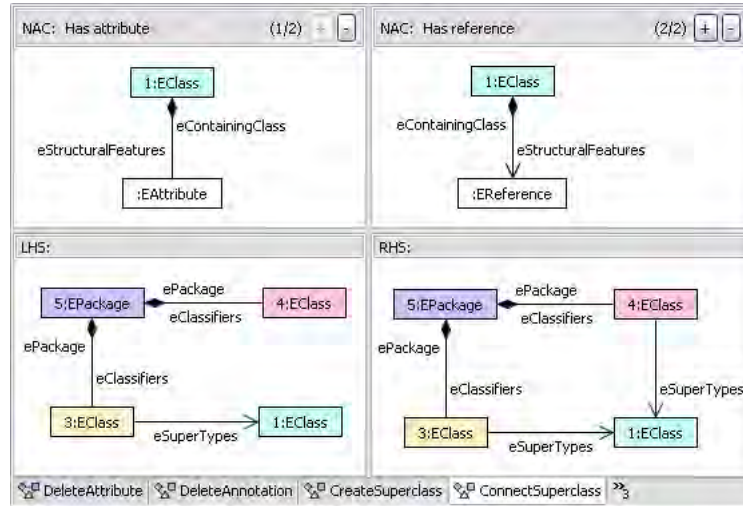 NAC: Has attribute (1/2) + -
1:EClass
eContainingClass
eStructuralFeatures
:EAttribute
NAC: Has reference (2/2) + -
1:EClass
eContainingClass
eStructuralFeatures
:EReference
LHS:
5:EPackage
ePackage
eClassifiers
4:EClass
ePackage
eClassifiers
3:EClass
eSuperTypes
1:EClass
RHS:
5:EPackage
ePackage
eClassifiers
4:EClass
ePackage
eClassifiers
eSuperTypes
3:EClass
eSuperTypes
1:EClass
DeleteAttribute DeleteAnnotation CreateSuperclass ConnectSuperclass »3